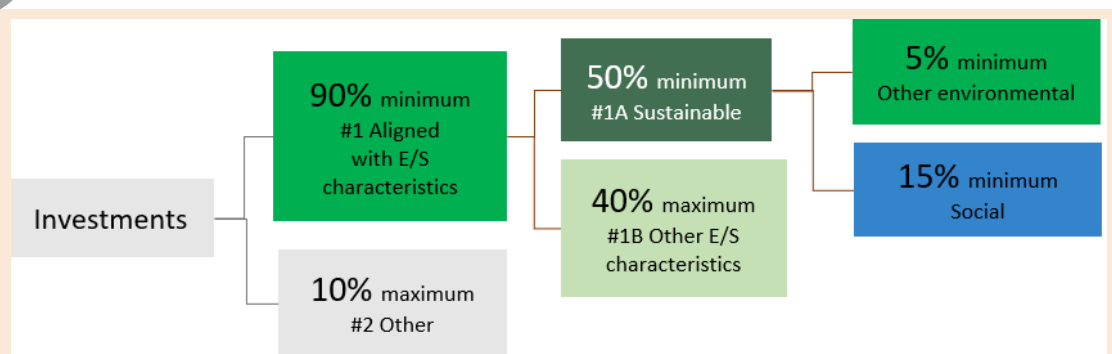 Investments
90% minimum
#1 Aligned
with E/S
characteristics
10% maximum
#2 Other
50% minimum
#1A Sustainable
40% maximum
#1B Other E/S
characteristics
5% minimum
Other environmental
15% minimum
Social